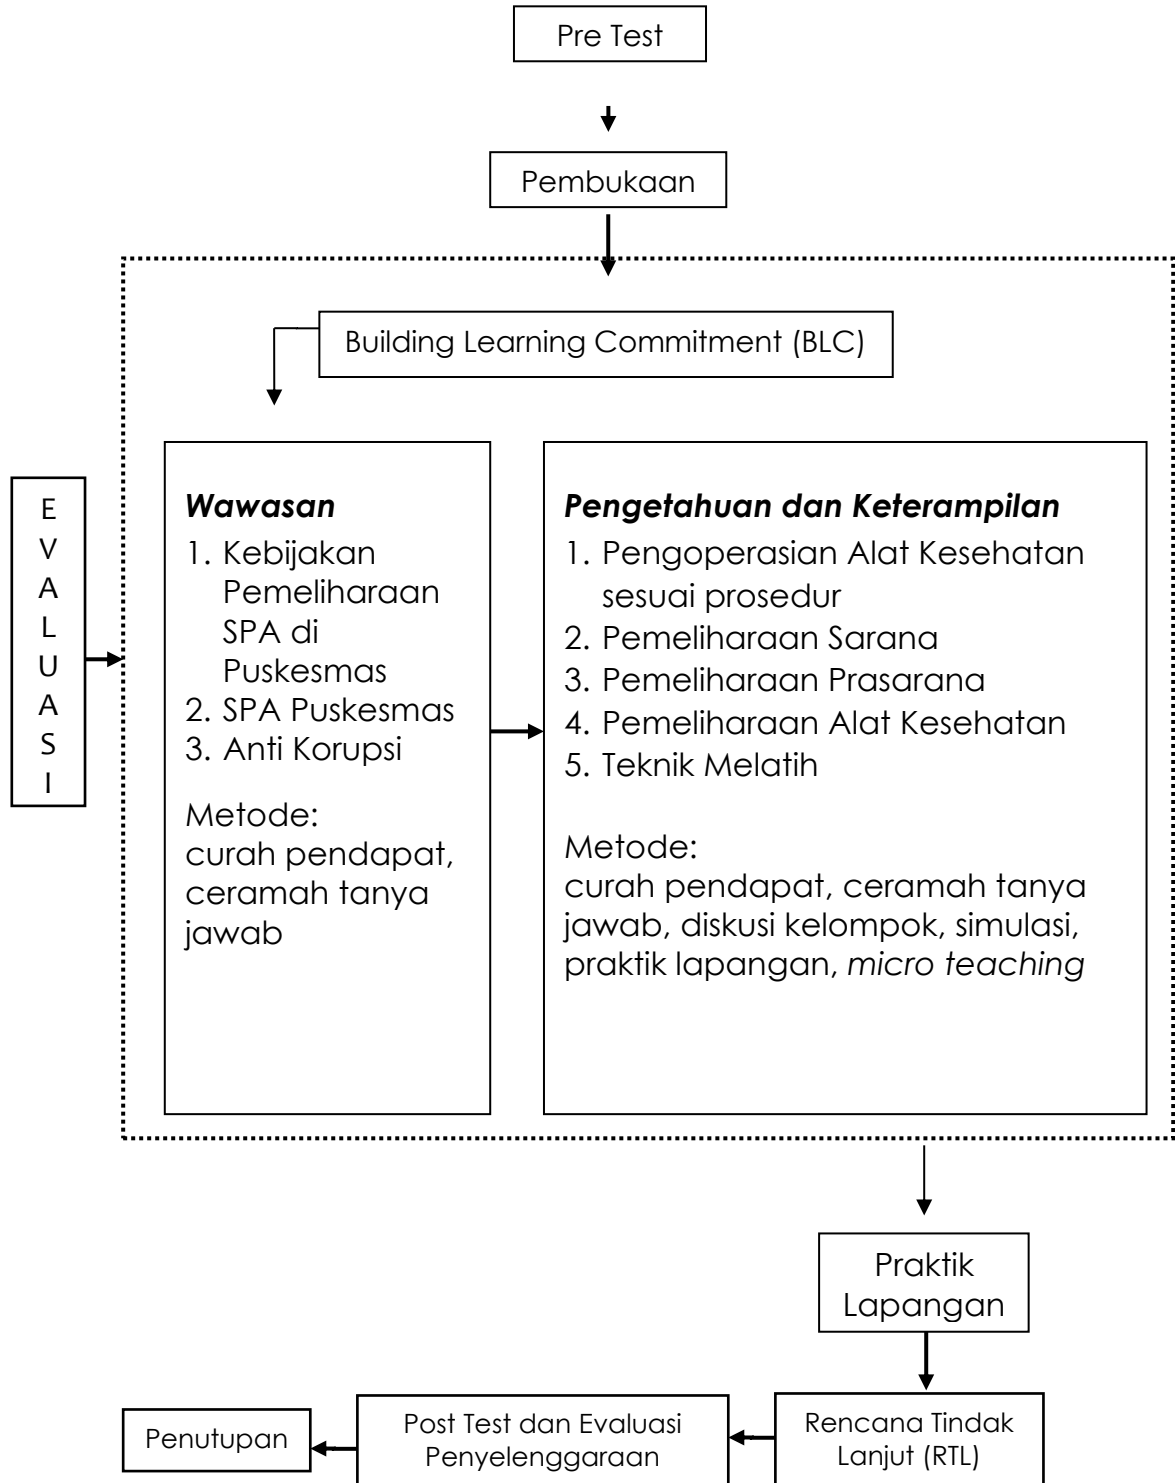 Pre Test
Pembukaan
Building Learning Commitment (BLC)
E
V
A
L
U
A
S
I
Wawasan
1. Kebijakan
Pemeliharaan
SPA di
Puskesmas
2. SPA Puskesmas
3. Anti Korupsi
Metode:
curah pendapat,
ceramah tanya
jawab
Pengetahuan dan Keterampilan
1. Pengoperasian Alat Kesehatan
sesuai prosedur
2. Pemeliharaan Sarana
3. Pemeliharaan Prasarana
4. Pemeliharaan Alat Kesehatan
5. Teknik Melatih
Metode:
curah pendapat, ceramah tanya
jawab, diskusi kelompok, simulasi,
praktik lapangan, micro teaching
Praktik
Lapangan
Rencana Tindak
Lanjut (RTL)
Post Test dan Evaluasi
Penyelenggaraan
Penutupan